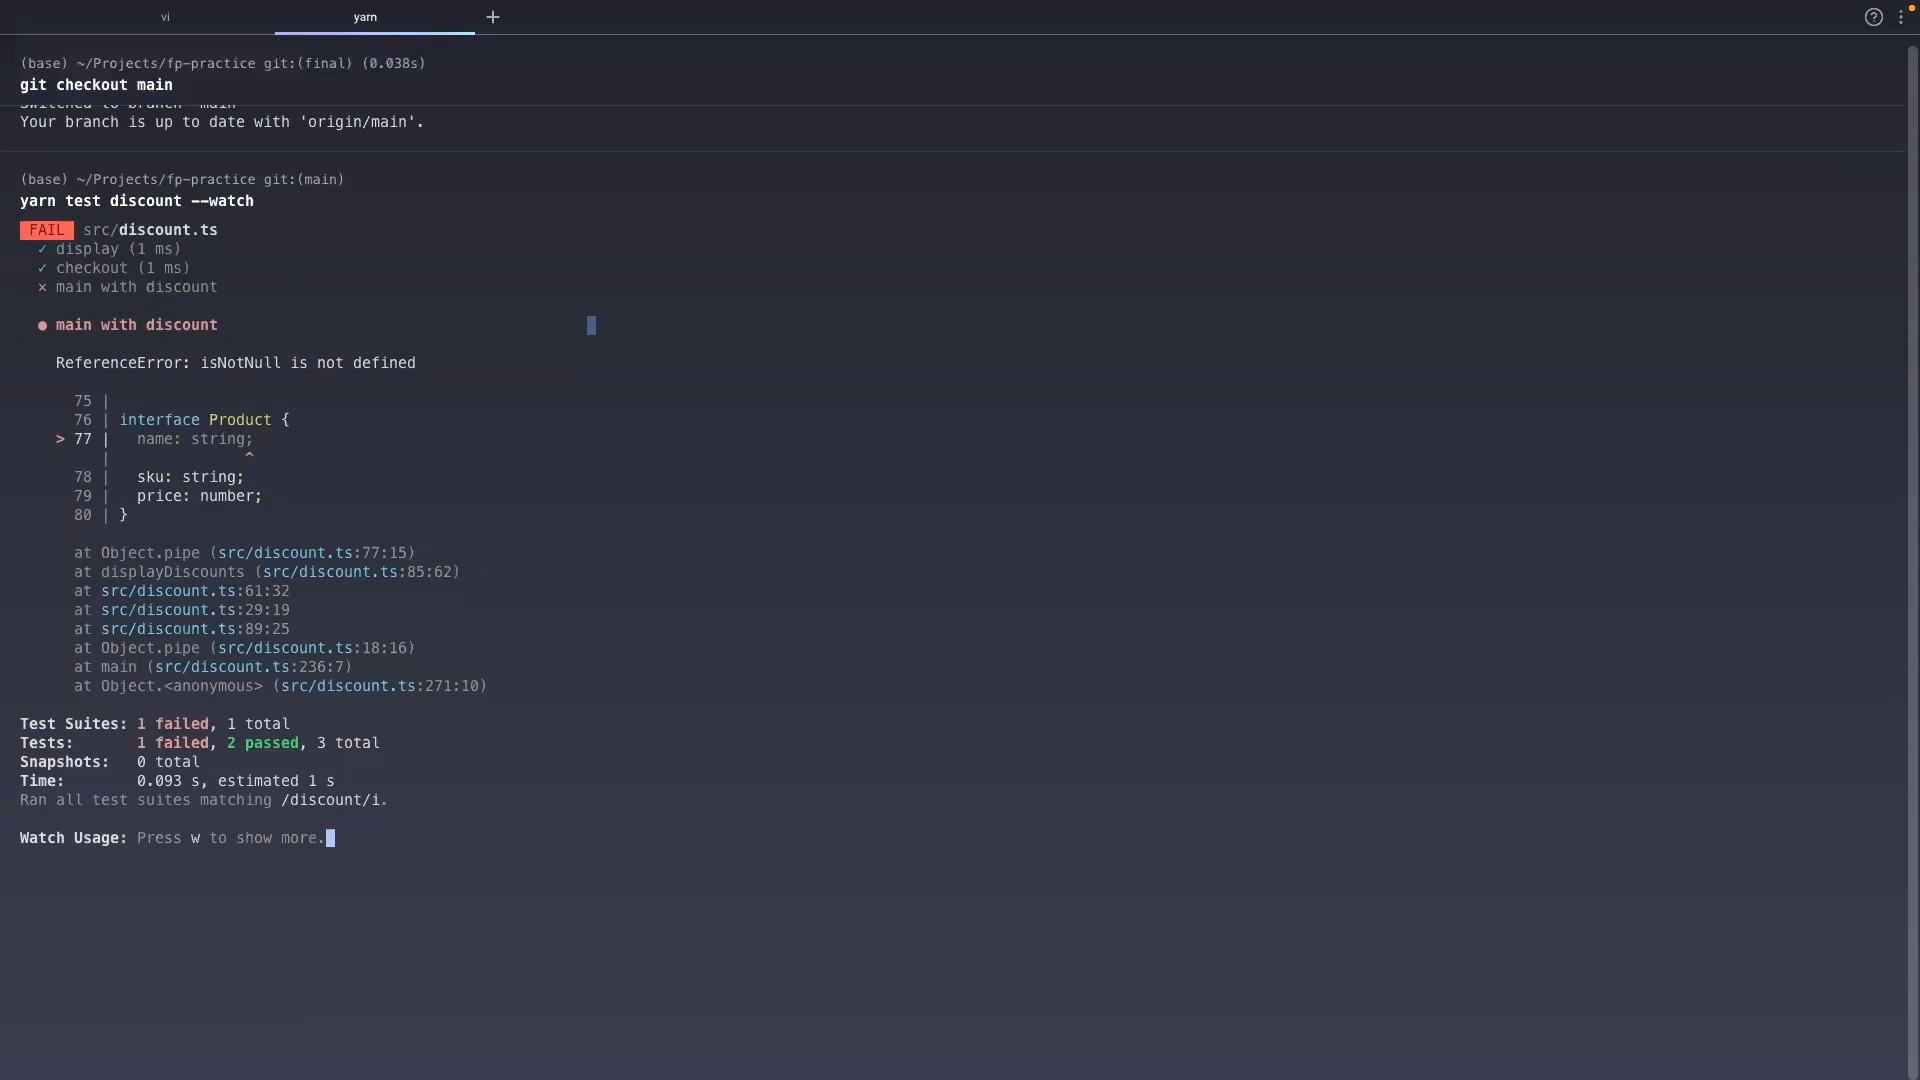 vi
yarn
(base) ~/Projects/fp-practice git:(final) (0.038s)
git checkout main
Switched to branch 'main'
Your branch is up to date with 'origin/main'.
(base) ~/Projects/fp-practice git:(main)
yarn test discount --watch
FAIL src/discount.ts
✓ display (1 ms)
✓ checkout (1 ms)
✕ main with discount
● main with discount
ReferenceError: isNotNull is not defined
75 |
76 | interface Product {
> 77 |   name: string;
|               ^
78 |   sku: string;
79 |   price: number;
80 | }
at Object.pipe (src/discount.ts:77:15)
at displayDiscounts (src/discount.ts:85:62)
at src/discount.ts:61:32
at src/discount.ts:29:19
at src/discount.ts:89:25
at Object.pipe (src/discount.ts:18:16)
at main (src/discount.ts:236:7)
at Object.<anonymous> (src/discount.ts:271:10)
Test Suites: 1 failed, 1 total
Tests:       1 failed, 2 passed, 3 total
Snapshots:   0 total
Time:        0.093 s, estimated 1 s
Ran all test suites matching /discount/i.
Watch Usage: Press w to show more.